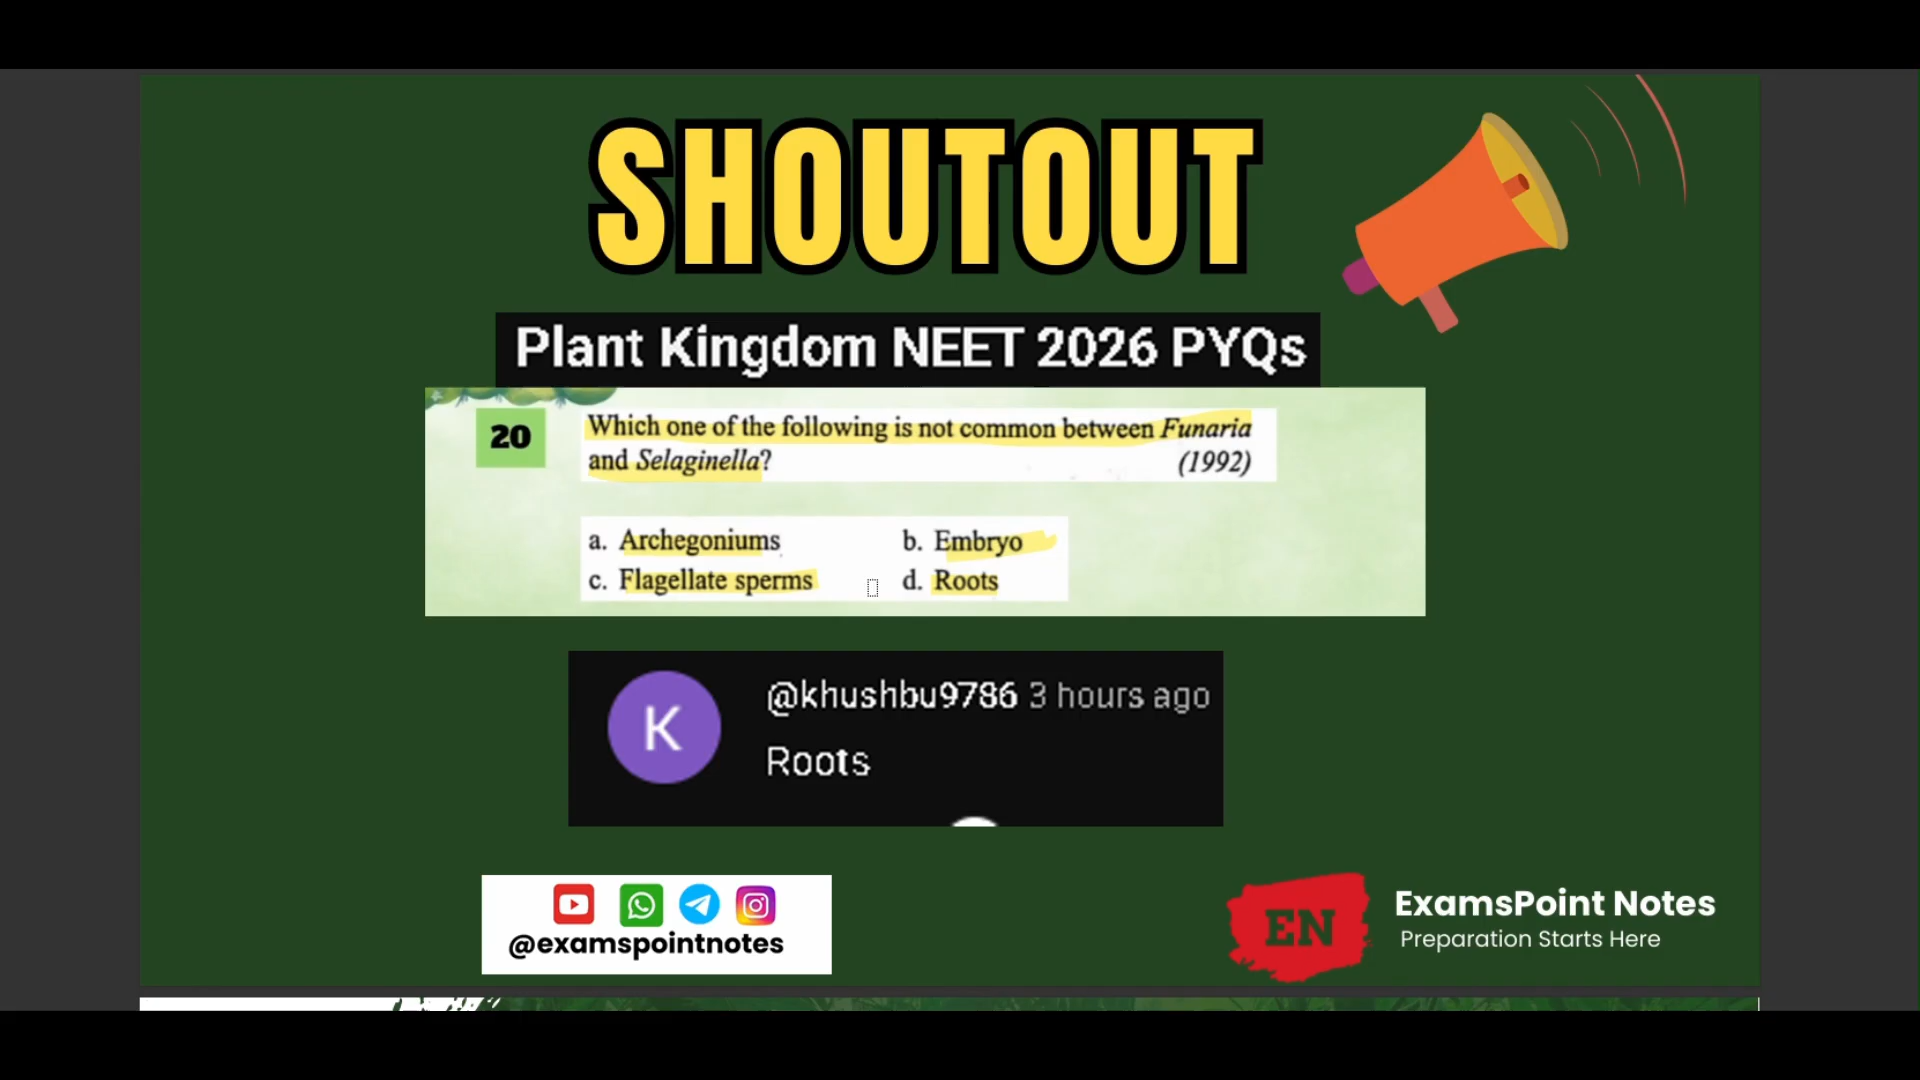 SHOUTOUT
Plant Kingdom NEET 2026 PYQs
20
Which one of the following is not common between Funaria
and Selaginella? (1992)
a. Archegoniums b. Embryo
c. Flagellate sperms d. Roots
K
@khushbu9786 3 hours ago
Roots
@examspointnotes
EN
ExamsPoint Notes
Preparation Starts Here